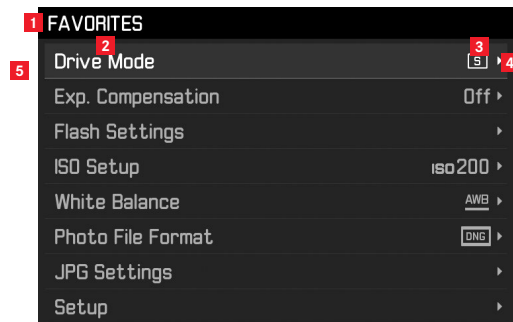 1 FAVORITES
2 3
5 Drive Mode S 4
Exp. Compensation Off
Flash Settings
ISO Setup ISO200
White Balance AWB
Photo File Format DNG
JPG Settings
Setup